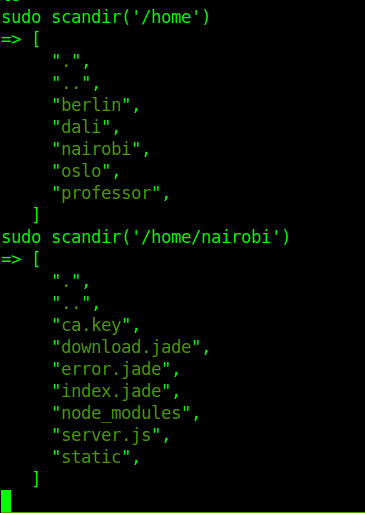 sudo scandir('/home')
=> [
".",
"..",
"berlin",
"dali",
"nairobi",
"oslo",
"professor",
]
sudo scandir('/home/nairobi')
=> [
".",
"..",
"ca.key",
"download.jade",
"error.jade",
"index.jade",
"node_modules",
"server.js",
"static",
]